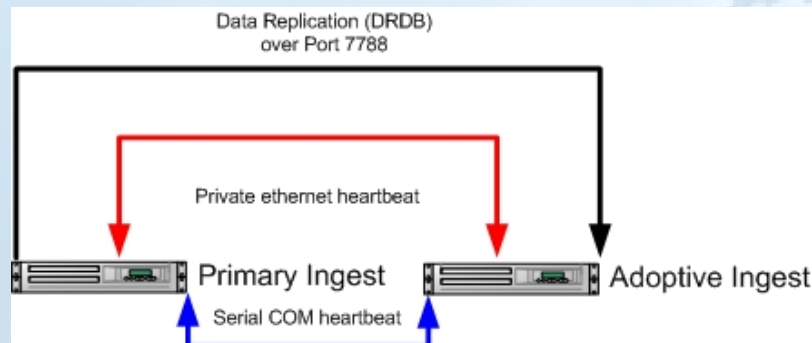 Data Replication (DRDB)
over Port 7788
Private ethernet heartbeat
Primary Ingest
Adoptive Ingest
Serial COM heartbeat